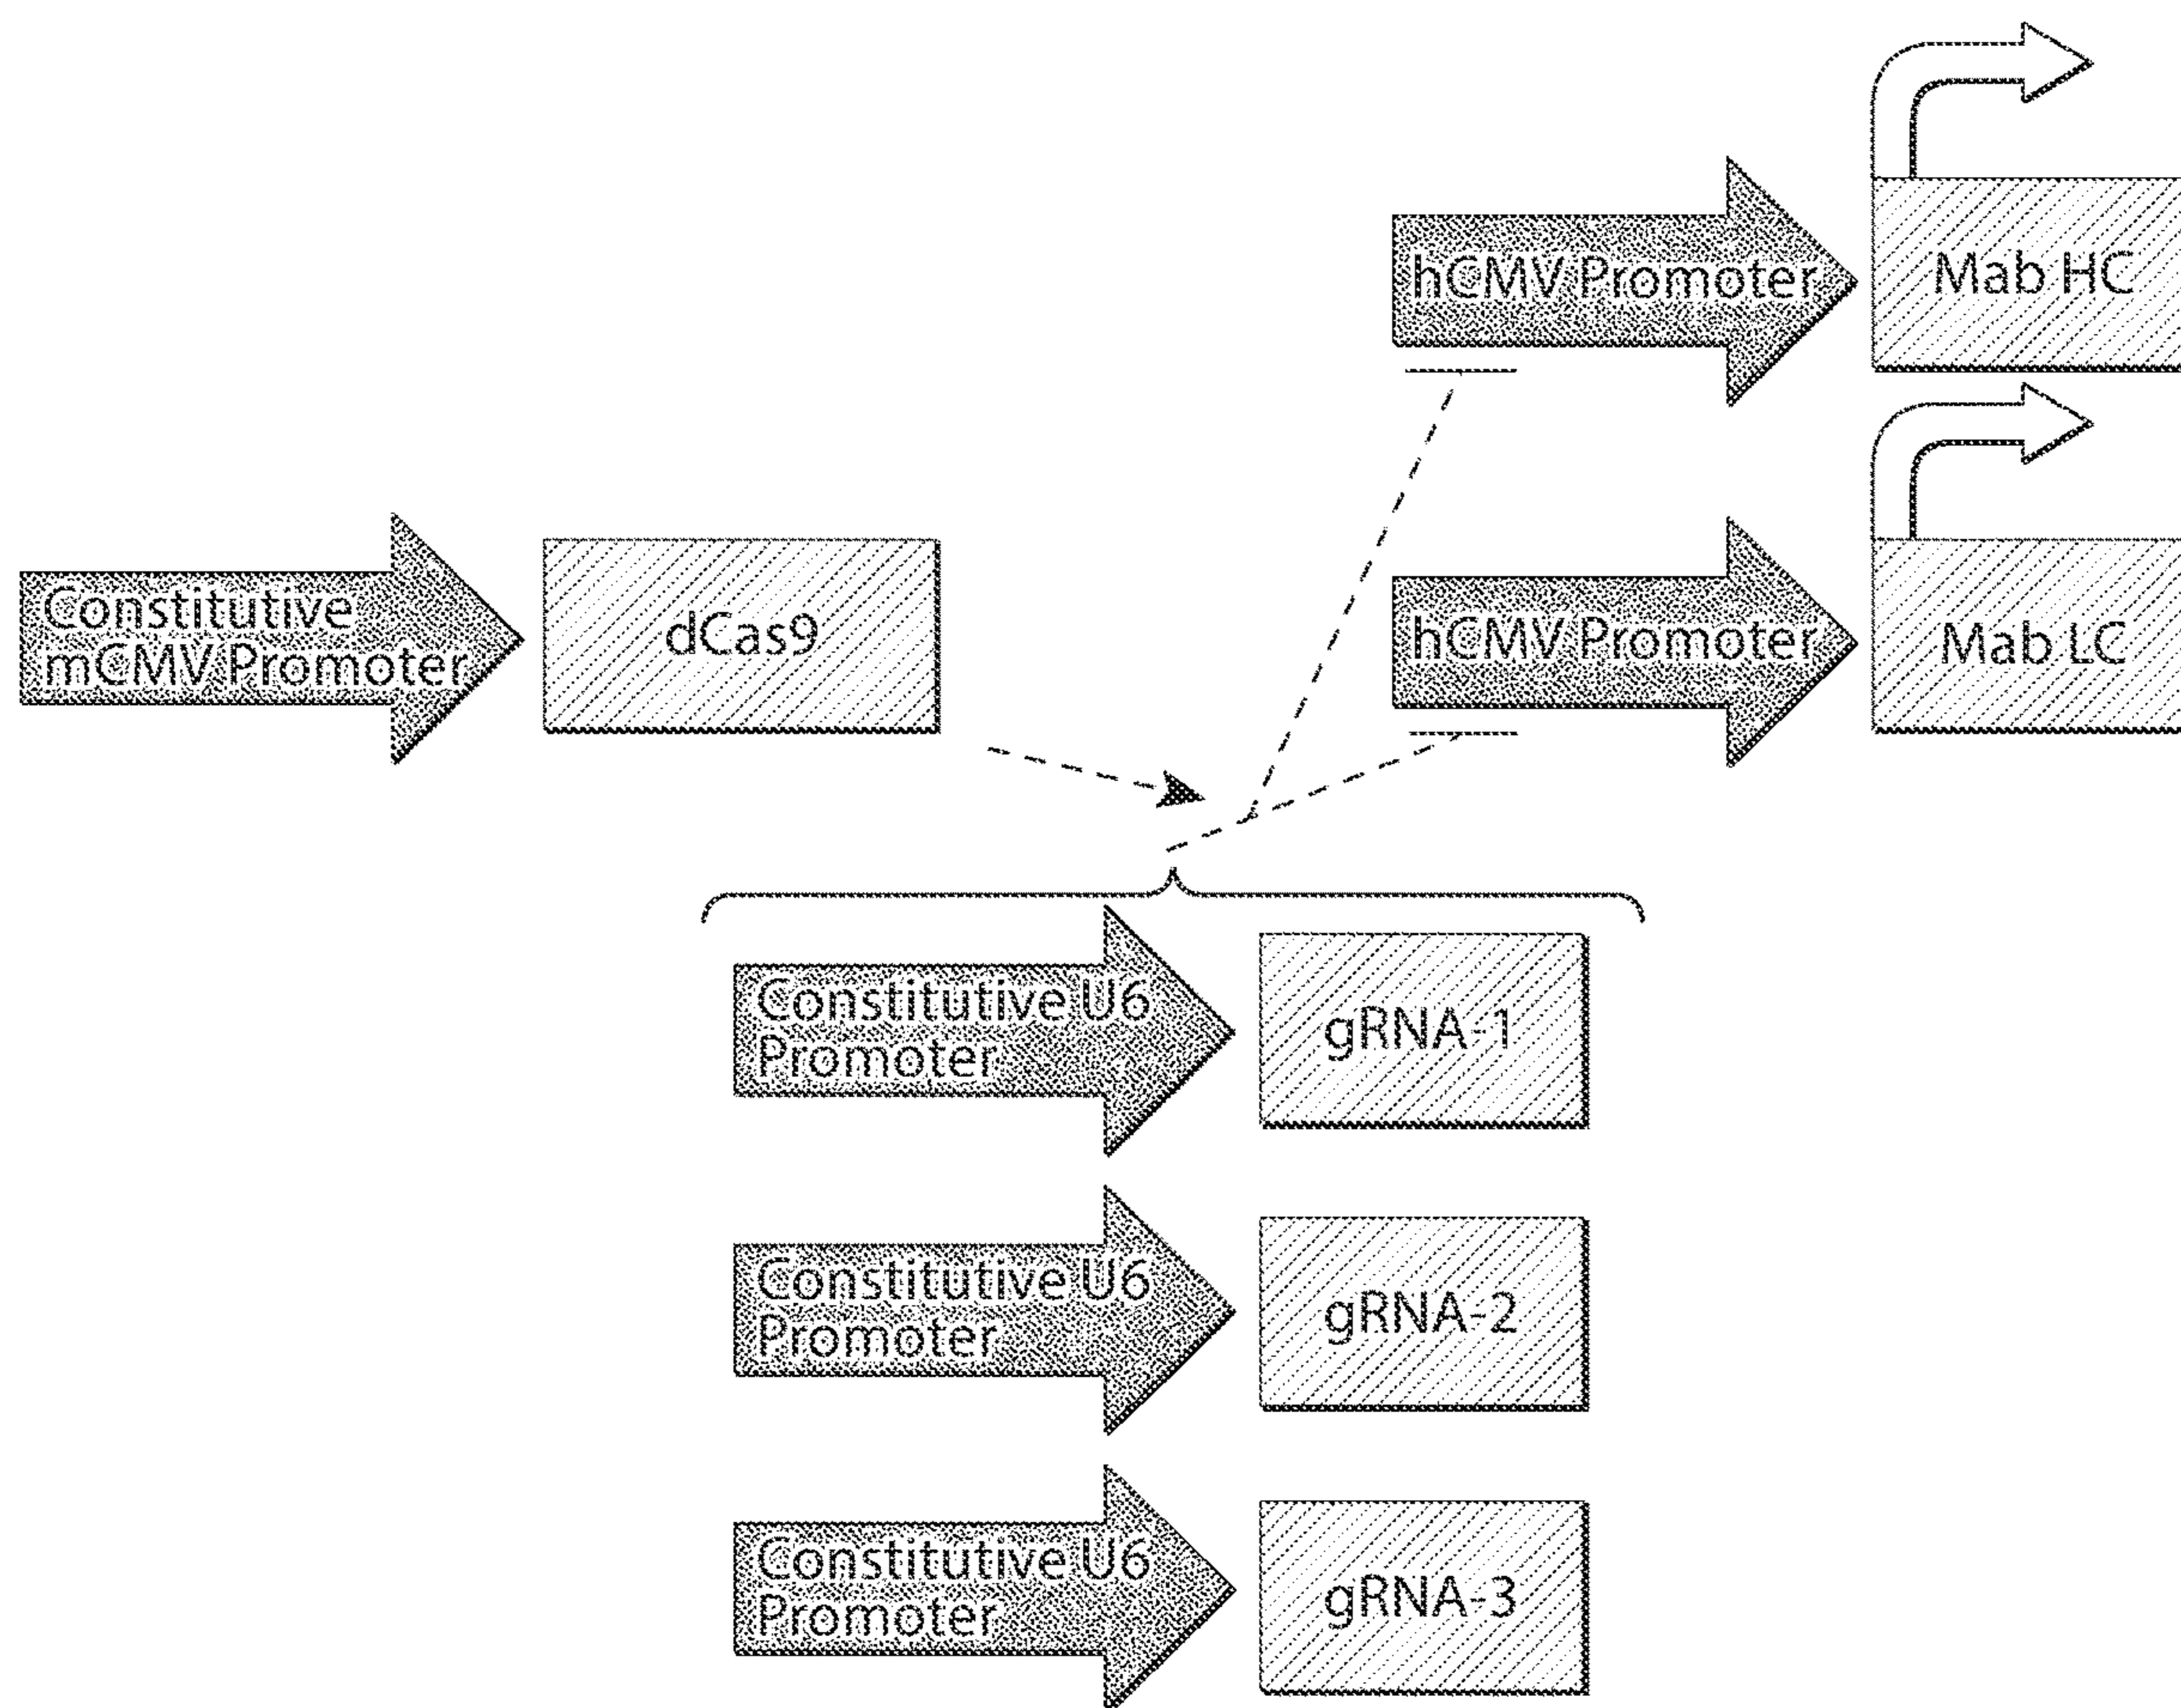 hCMV Promoter
Mab HC
Constitutive
mCMV Promoter
dCas9
hCMV Promoter
Mab LC
Constitutive U6
Promoter
gRNA-1
Constitutive U6
Promoter
gRNA-2
Constitutive U6
Promoter
gRNA-3